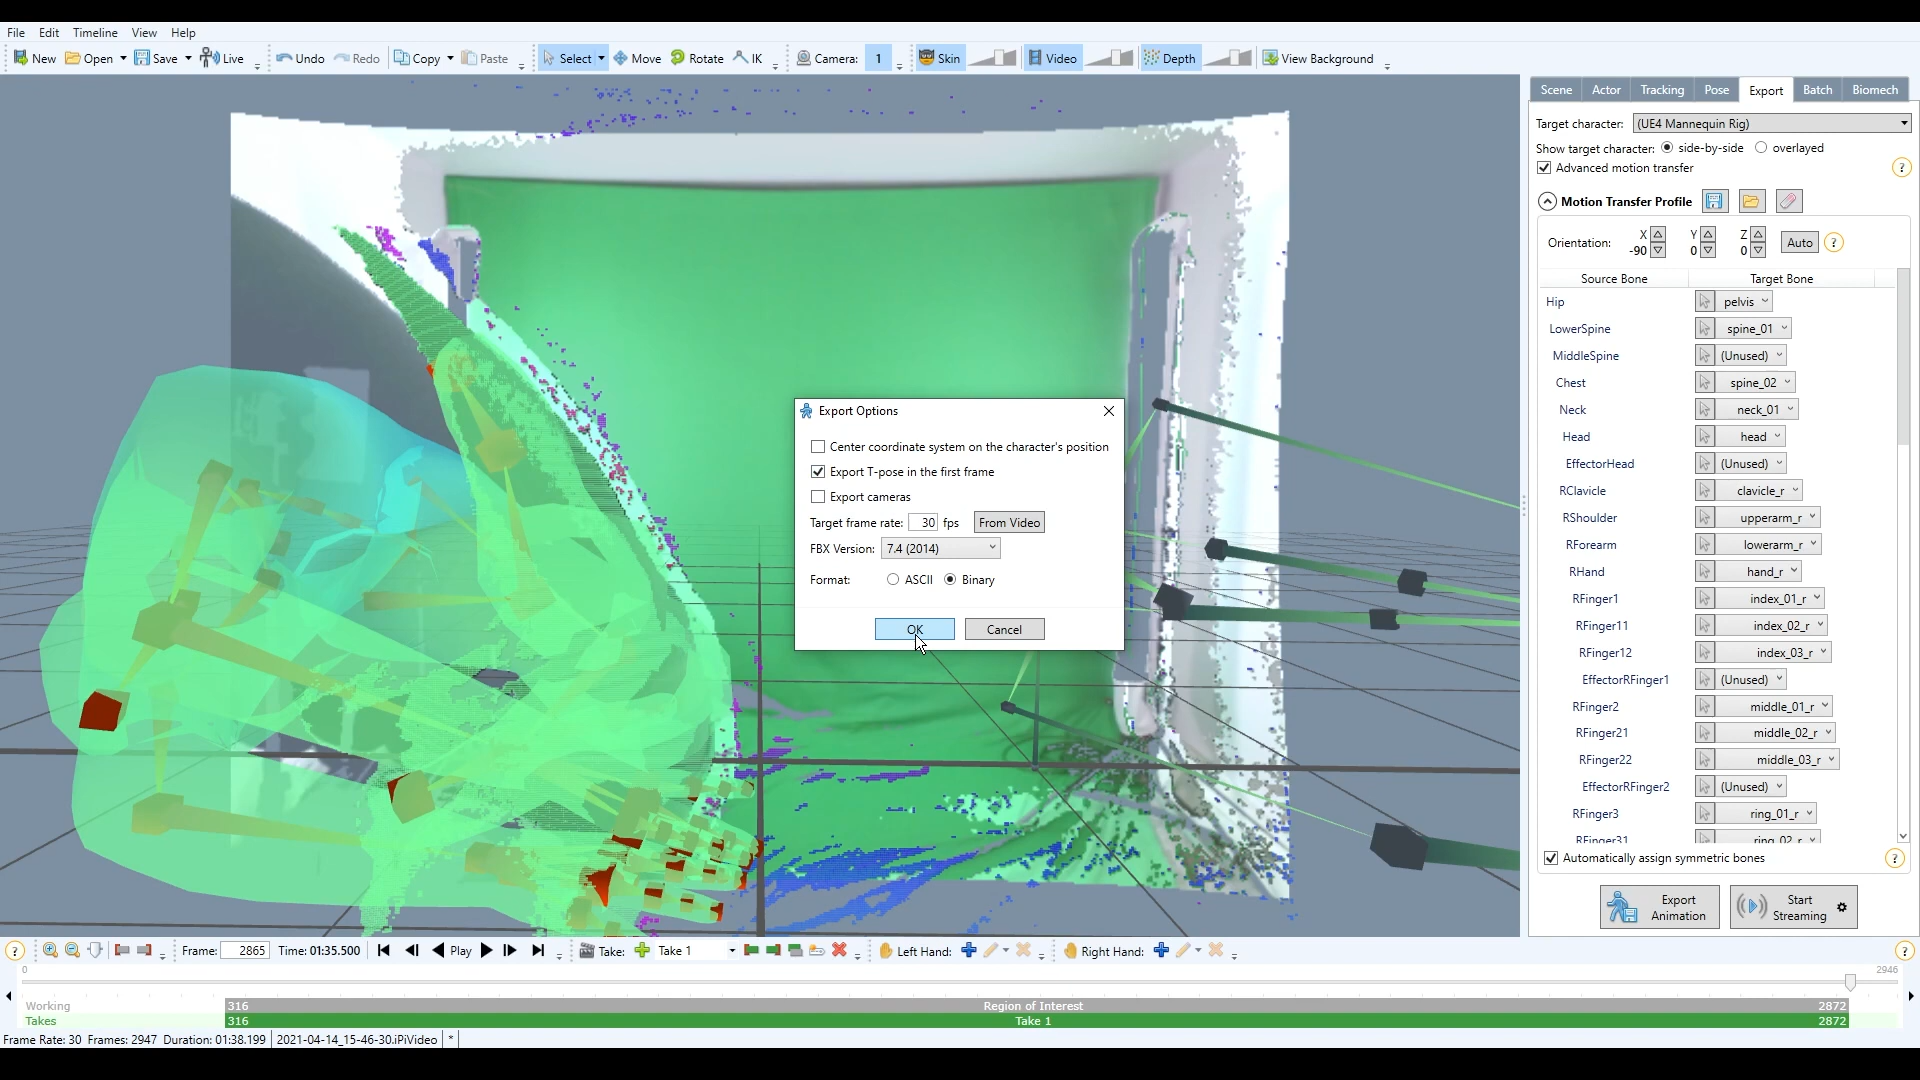 File Edit Timeline View Help
New Open Save Live Undo Redo Copy Paste Select Move Rotate IK Camera: 1 Skin Video Depth View Background
Scene Actor Tracking Pose Export Batch Biomech
Target character: (UE4 Mannequin Rig)
Show target character: side-by-side overlayed
Advanced motion transfer ?
Motion Transfer Profile
Orientation: X -90 Y 0 Z 0 Auto ?
Source Bone Target Bone
Hip pelvis
LowerSpine spine_01
MiddleSpine (Unused)
Chest spine_02
Neck neck_01
Head head
EffectorHead (Unused)
RClavicle clavicle_r
RShoulder upperarm_r
RForearm lowerarm_r
RHand hand_r
RFinger1 index_01_r
RFinger11 index_02_r
RFinger12 index_03_r
EffectorRFinger1 (Unused)
RFinger2 middle_01_r
RFinger21 middle_02_r
RFinger22 middle_03_r
EffectorRFinger2 (Unused)
RFinger3 ring_01_r
RFinger31 ring_02_r
Automatically assign symmetric bones ?
Export Animation Start Streaming
Export Options
Center coordinate system on the character's position
Export T-pose in the first frame
Export cameras
Target frame rate: 30 fps From Video
FBX Version: 7.4 (2014)
Format: ASCII Binary
OK Cancel
? Frame: 2865 Time: 01:35.500 Play Take: Take 1 Left Hand: Right Hand: ?
0 2946
Working 316 Region of Interest 2872
Takes 316 Take 1 2872
Frame Rate: 30 Frames: 2947 Duration: 01:38.199 2021-04-14_15-46-30.iPiVideo *